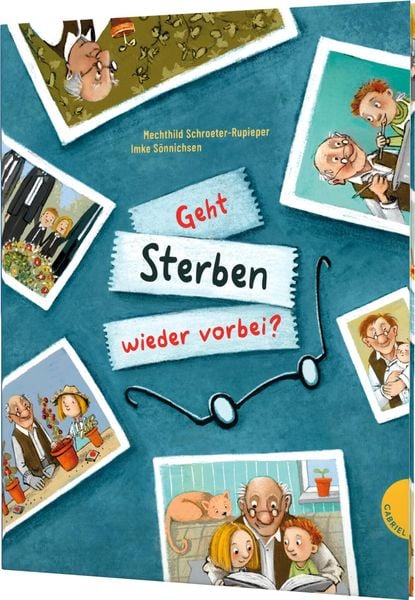 Mechthild Schroeter-Rupieper
Imke Sönnichsen
Geht
Sterben
wieder vorbei?
GABRIEL